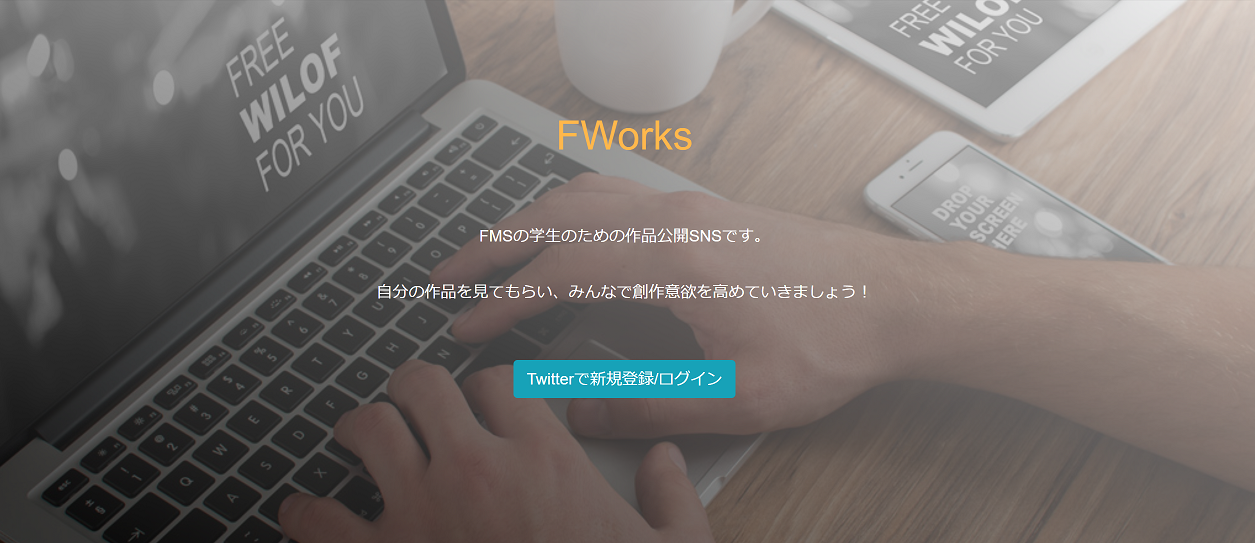 FREE
WILOF
FOR YOU
FREE
WILOF
FOR YOU
FWorks
DROP
YOUR
SCREEN
HERE
FMSの学生のための作品公開SNSです。
自分の作品を見てもらい、みんなで創作意欲を高めていきましょう！
Twitterで新規登録/ログイン